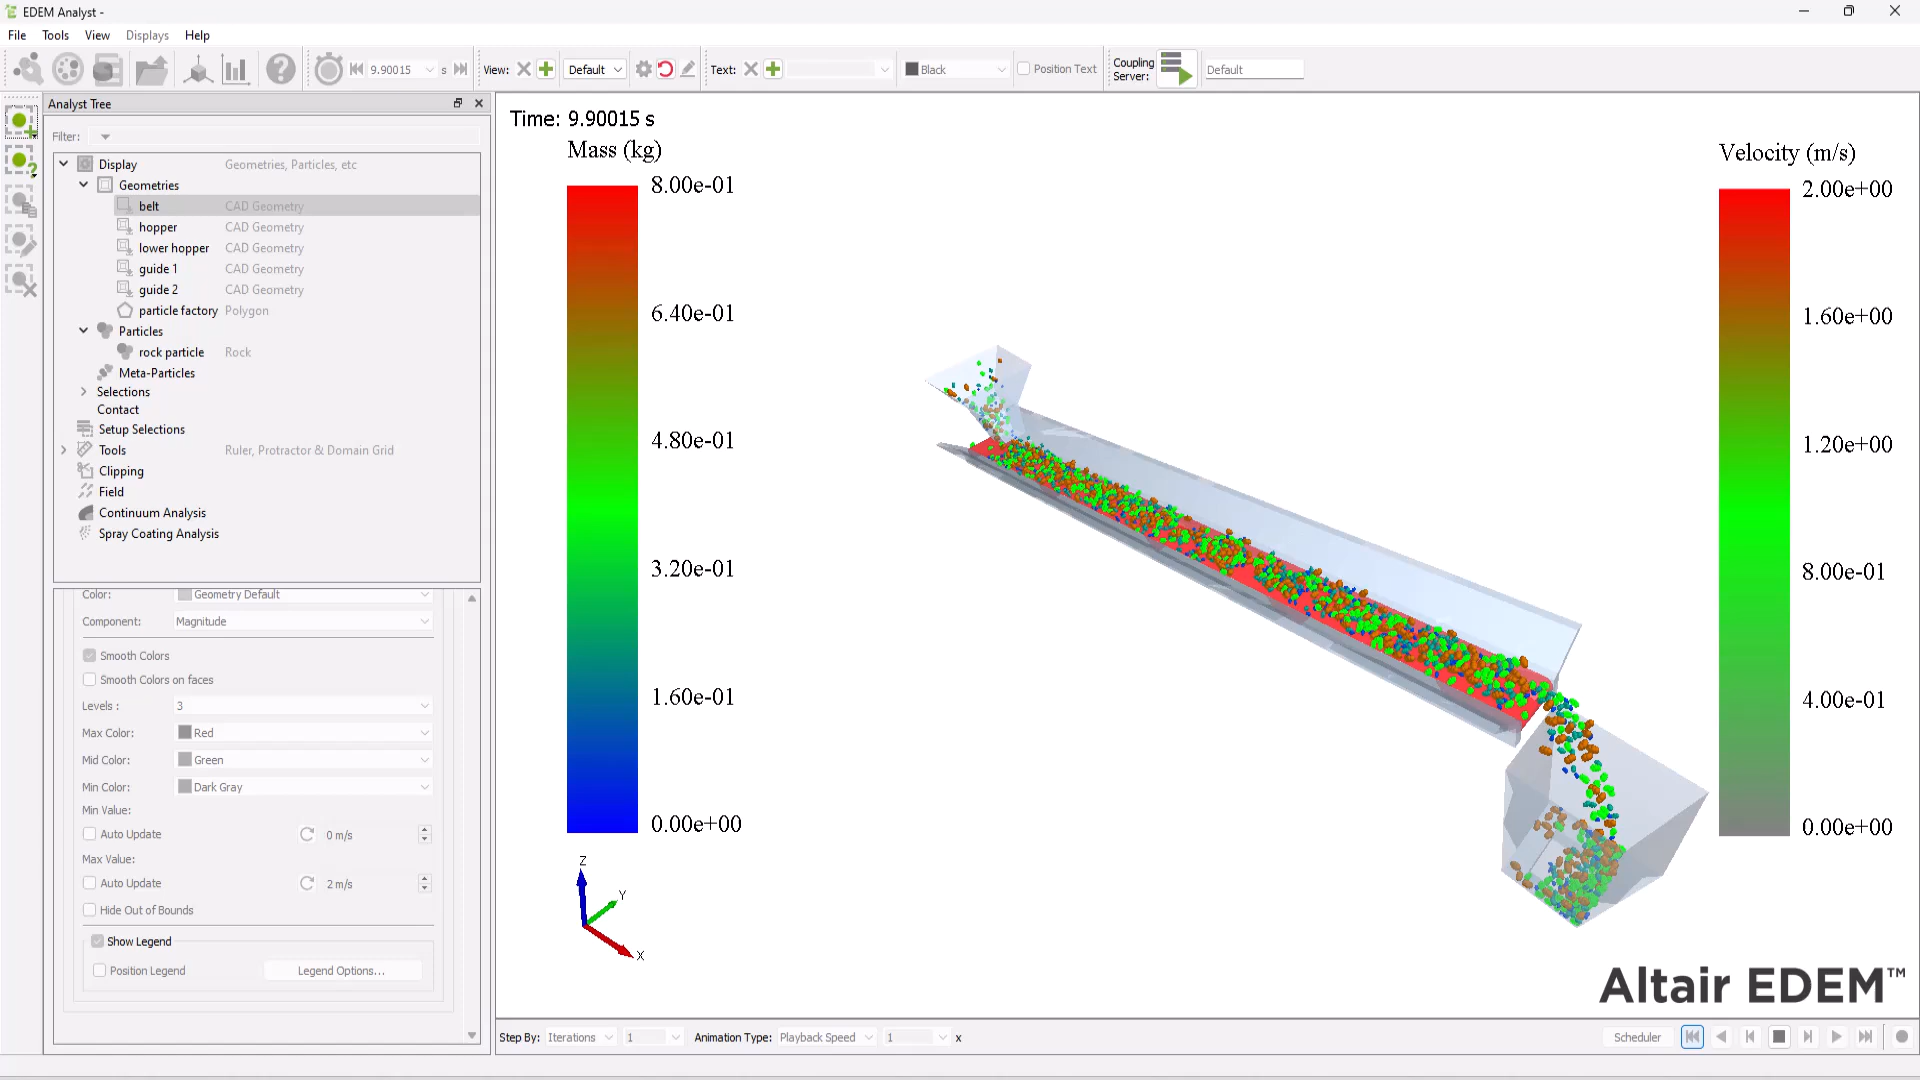 EDEM Analyst -
File Tools View Displays Help
9.90015 s View: Default Text: Black Position Text Coupling Server: Default
Analyst Tree
Filter:
Display Geometries, Particles, etc
Geometries
belt CAD Geometry
hopper CAD Geometry
lower hopper CAD Geometry
guide 1 CAD Geometry
guide 2 CAD Geometry
particle factory Polygon
Particles
rock particle Rock
Meta-Particles
Selections
Contact
Setup Selections
Tools Ruler, Protractor & Domain Grid
Clipping
Field
Continuum Analysis
Spray Coating Analysis
Color: Geometry Default
Component: Magnitude
Smooth Colors
Smooth Colors on faces
Levels : 3
Max Color: Red
Mid Color: Green
Min Color: Dark Gray
Min Value:
Auto Update 0 m/s
Max Value:
Auto Update 2 m/s
Hide Out of Bounds
Show Legend
Position Legend Legend Options...
Time: 9.90015 s
Mass (kg)
8.00e-01
6.40e-01
4.80e-01
3.20e-01
1.60e-01
0.00e+00
Z
Y
X
Velocity (m/s)
2.00e+00
1.60e+00
1.20e+00
8.00e-01
4.00e-01
0.00e+00
Altair EDEM™
Step By: Iterations 1 Animation Type: Playback Speed 1 x Scheduler